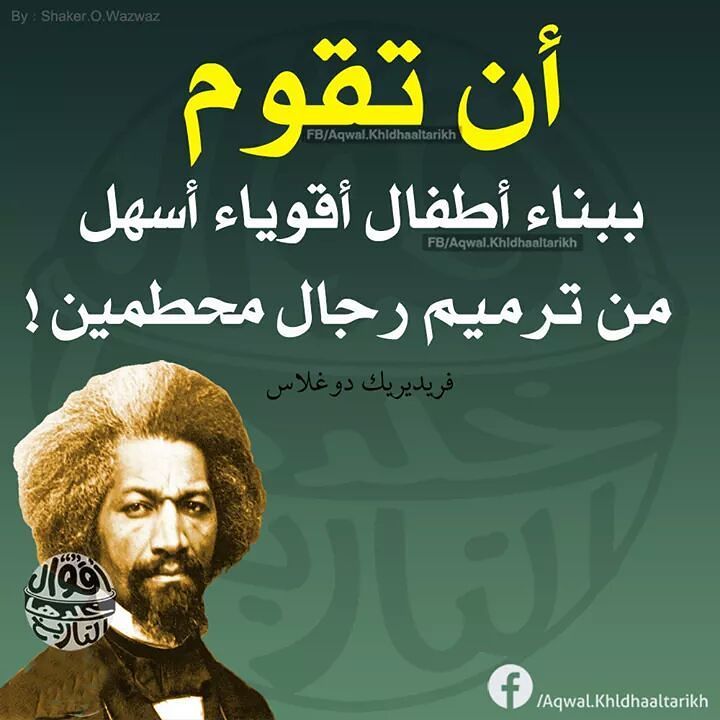 By : Shaker.O.Wazwaz
أن تقوم
FB/Aqwal.Khldhaaltarikh
ببناء أطفال أقوياء أسهل
FB/Aqwal.Khldhaaltarikh
من ترميم رجال محطمين !
فريديريك دوغلاس
أقوال
خلدها
التاريخ
/Aqwal.Khldhaaltarikh